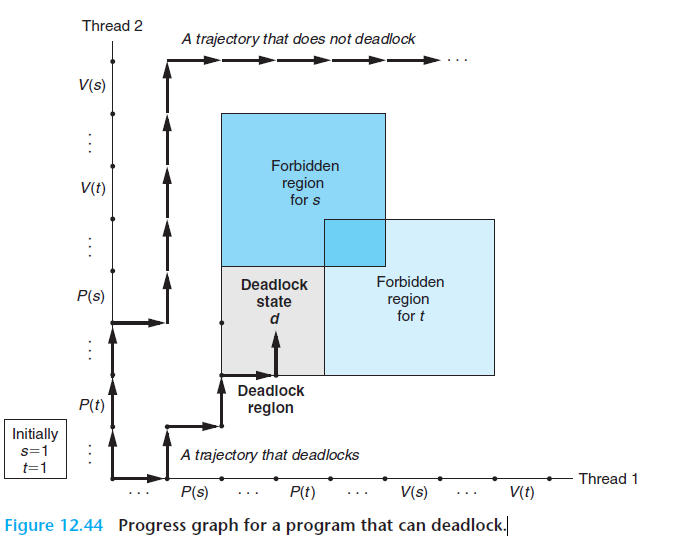 Thread 2
A trajectory that does not deadlock
. . .
V(s)
. . .
Forbidden
region
for s
V(t)
. . .
P(s)
Deadlock
state
d
Forbidden
region
for t
. . .
P(t)
Deadlock
region
Initially
s=1
t=1
. . .
A trajectory that deadlocks
Thread 1
. . . P(s) . . . P(t) . . . V(s) . . . V(t)
Figure 12.44 Progress graph for a program that can deadlock.